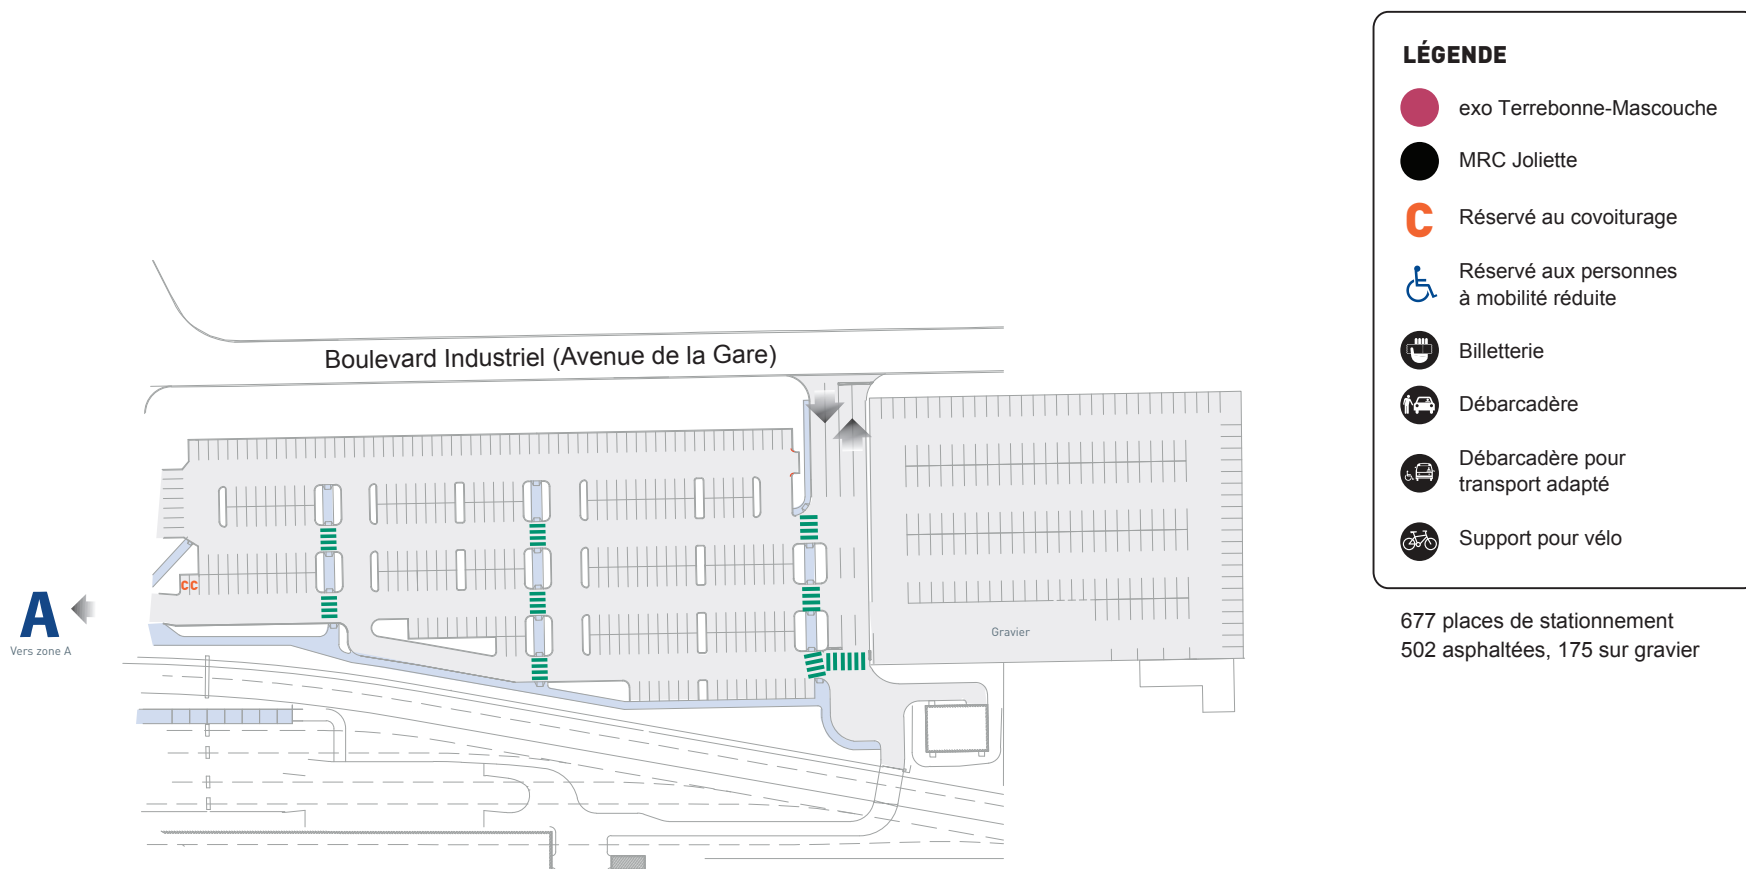 LÉGENDE
exo Terrebonne-Mascouche
MRC Joliette
C
Réservé au covoiturage
Réservé aux personnes
à mobilité réduite
Billetterie
Débarcadère
Débarcadère pour
transport adapté
Support pour vélo
677 places de stationnement
502 asphaltées, 175 sur gravier
Boulevard Industriel (Avenue de la Gare)
CC
A
Vers zone A
Gravier